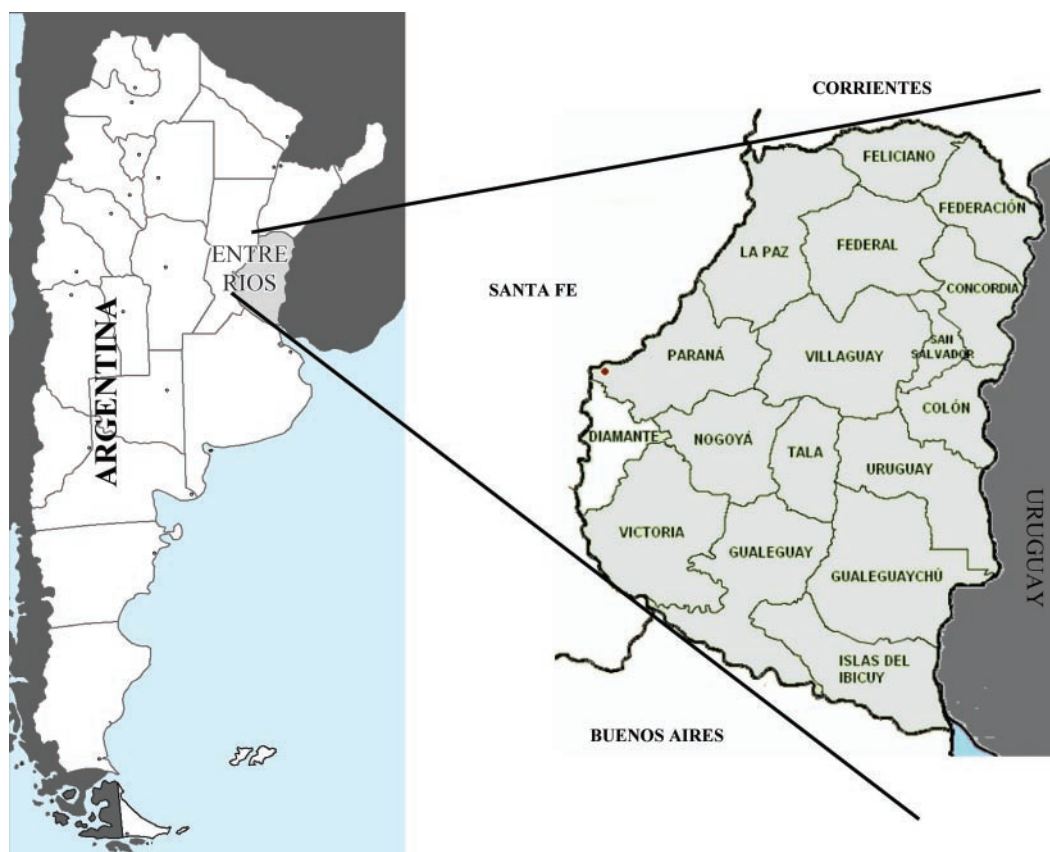 ENTRE
RIOS
ARGENTINA
CORRIENTES
SANTA FE
BUENOS AIRES
URUGUAY
FELICIANO
FEDERACIÓN
LA PAZ
FEDERAL
CONCORDIA
PARANÁ
VILLAGUAY
SAN
SALVADOR
COLÓN
DIAMANTE
NOGOYÁ
TALA
URUGUAY
VICTORIA
GUALEGUAY
GUALEGUAYCHÚ
ISLAS DEL
IBICUY